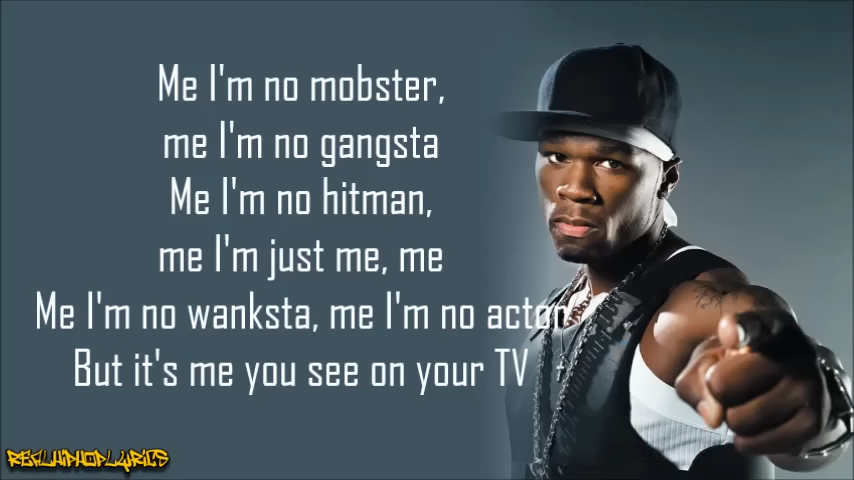 Me I'm no mobster,
me I'm no gangsta
Me I'm no hitman,
me I'm just me, me
Me I'm no wanksta, me I'm no actor
But it's me you see on your TV
REALHIPHOPLYRICS